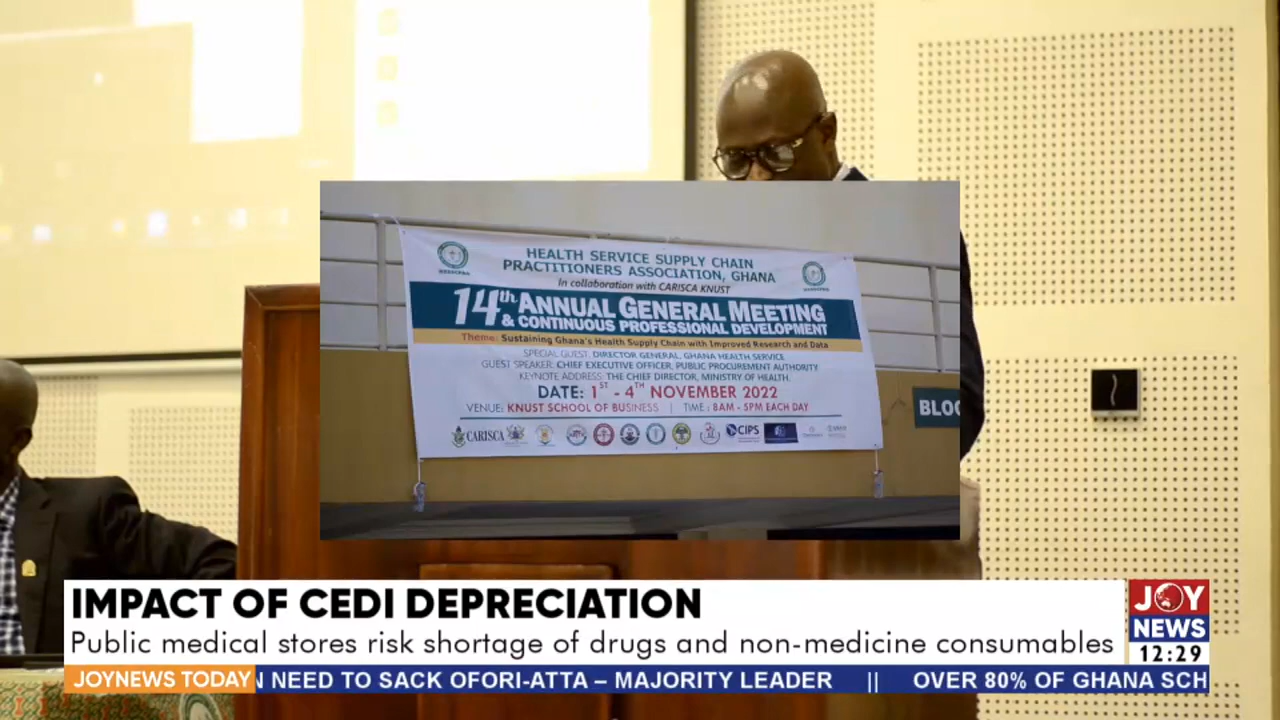 HEALTH SERVICE SUPPLY CHAIN
PRACTITIONERS ASSOCIATION, GHANA
In collaboration with CARISCA KNUST
14th ANNUAL GENERAL MEETING
& CONTINUOUS PROFESSIONAL DEVELOPMENT
Theme: Sustaining Ghana's Health Supply Chain with Improved Research and Data
SPECIAL GUEST: DIRECTOR GENERAL, GHANA HEALTH SERVICE
GUEST SPEAKER: CHIEF EXECUTIVE OFFICER, PUBLIC PROCUREMENT AUTHORITY
KEYNOTE ADDRESS: THE CHIEF DIRECTOR, MINISTRY OF HEALTH.
DATE: 1ST - 4TH NOVEMBER 2022
VENUE: KNUST SCHOOL OF BUSINESS | TIME : 8AM - 5PM EACH DAY
CARISCA CIPS
BLOC
IMPACT OF CEDI DEPRECIATION
Public medical stores risk shortage of drugs and non-medicine consumables
JOY
NEWS
12:29
JOYNEWS TODAY N NEED TO SACK OFORI-ATTA – MAJORITY LEADER || OVER 80% OF GHANA SCH